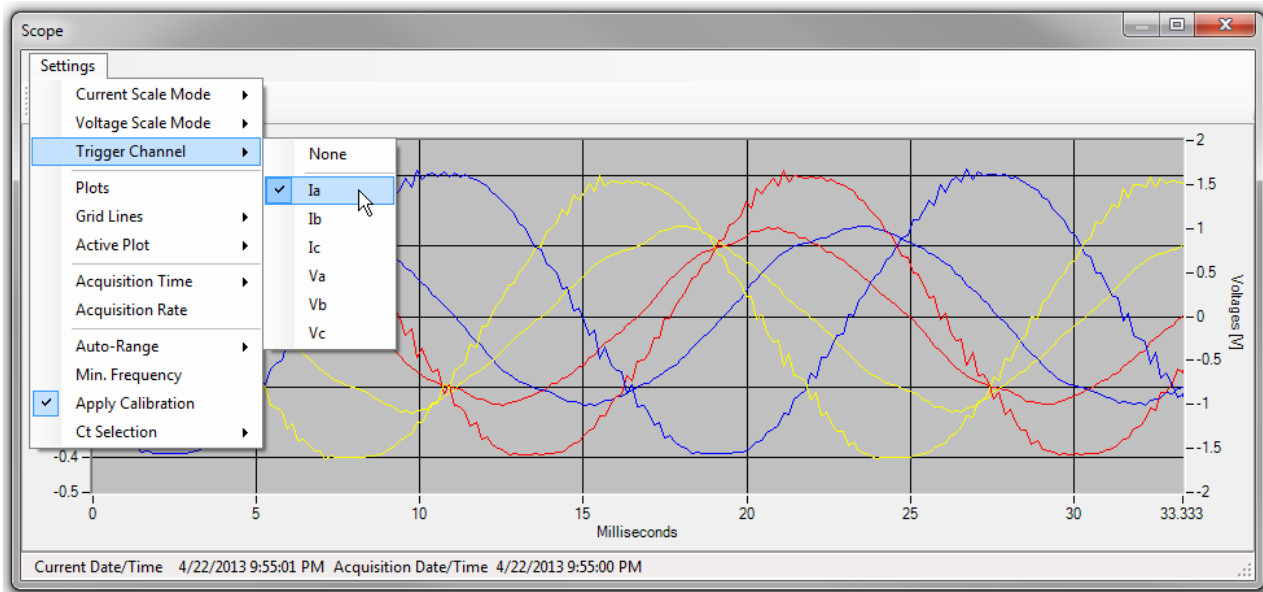 Scope
Settings
Current Scale Mode
Voltage Scale Mode
Trigger Channel
Plots
Grid Lines
Active Plot
Acquisition Time
Acquisition Rate
Auto-Range
Min. Frequency
Apply Calibration
Ct Selection
None
Ia
Ib
Ic
Va
Vb
Vc
-0.4
-0.5
2
1.5
1
0.5
0
-0.5
-1
-1.5
-2
Voltages [V]
0 5 10 15 20 25 30 33.333
Milliseconds
Current Date/Time 4/22/2013 9:55:01 PM Acquisition Date/Time 4/22/2013 9:55:00 PM